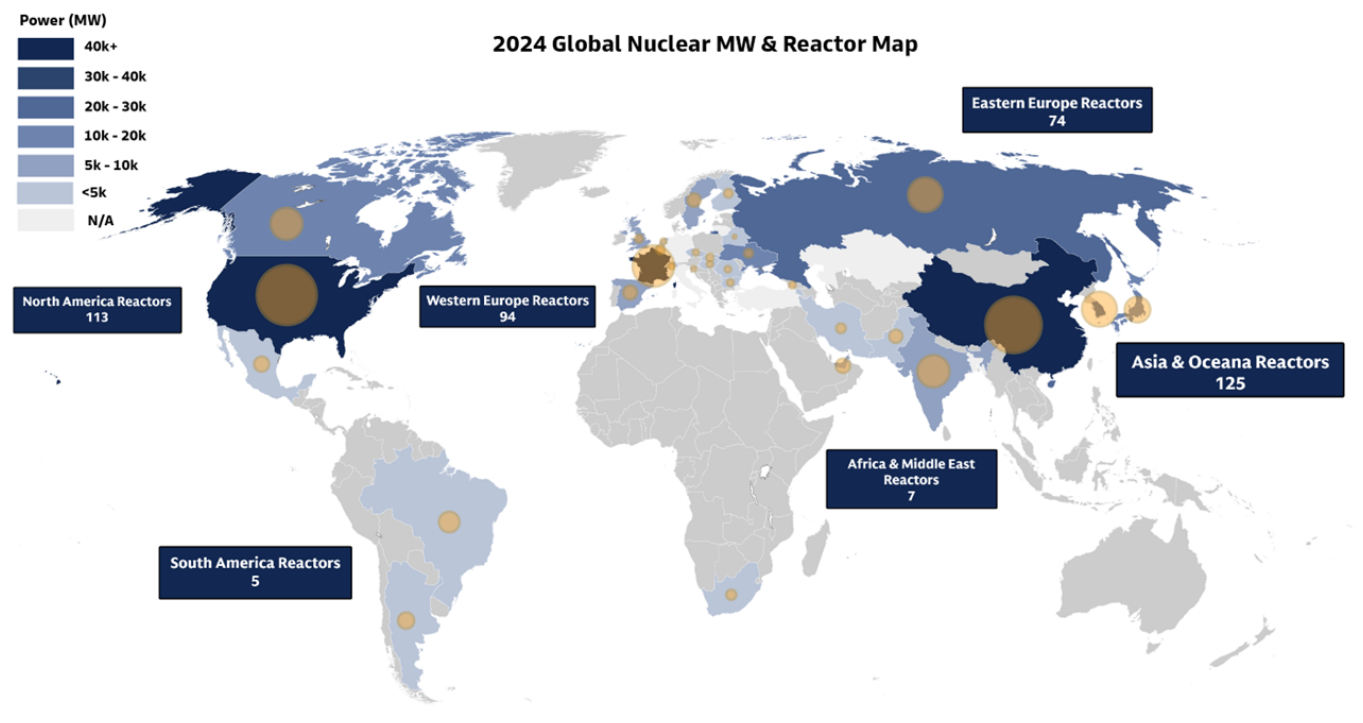 Power (MW)
40k+
30k - 40k
20k - 30k
10k - 20k
5k - 10k
<5k
N/A
2024 Global Nuclear MW & Reactor Map
Eastern Europe Reactors
74
North America Reactors
113
Western Europe Reactors
94
Asia & Oceana Reactors
125
Africa & Middle East
Reactors
7
South America Reactors
5